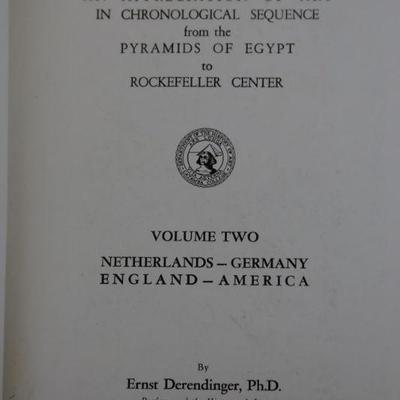 IN CHRONOLOGICAL SEQUENCE
from the
PYRAMIDS OF EGYPT
to
ROCKEFELLER CENTER
VOLUME TWO
NETHERLANDS – GERMANY
ENGLAND – AMERICA
By
Ernst Derendinger, Ph.D.